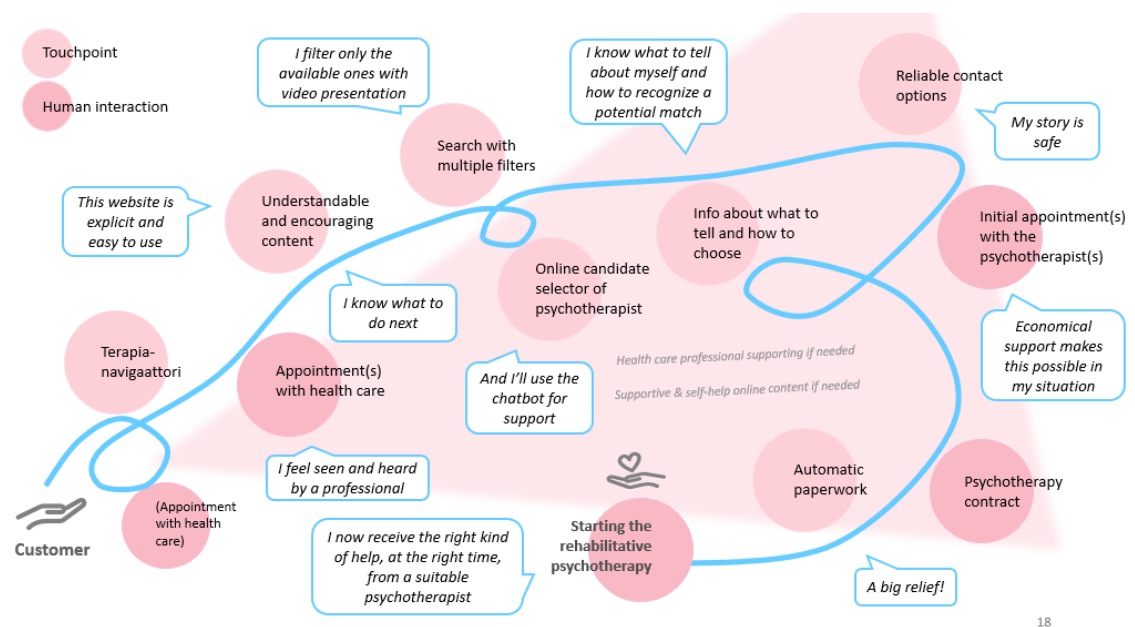 Touchpoint
Human interaction
I filter only the
available ones with
video presentation
I know what to tell
about myself and
how to recognize a
potential match
Reliable contact
options
My story is
safe
Search with
multiple filters
This website is
explicit and
easy to use
Understandable
and encouraging
content
Info about what to
tell and how to
choose
Initial appointment(s)
with the
psychotherapist(s)
Online candidate
selector of
psychotherapist
I know what to
do next
Economical
support makes
this possible in
my situation
Terapia-
navigaattori
Appointment(s)
with health care
Health care professional supporting if needed
Supportive & self-help online content if needed
And I'll use the
chatbot for
support
I feel seen and heard
by a professional
Automatic
paperwork
Psychotherapy
contract
(Appointment
with health
care)
Customer
Starting the
rehabilitative
psychotherapy
I now receive the right kind
of help, at the right time,
from a suitable
psychotherapist
A big relief!
18